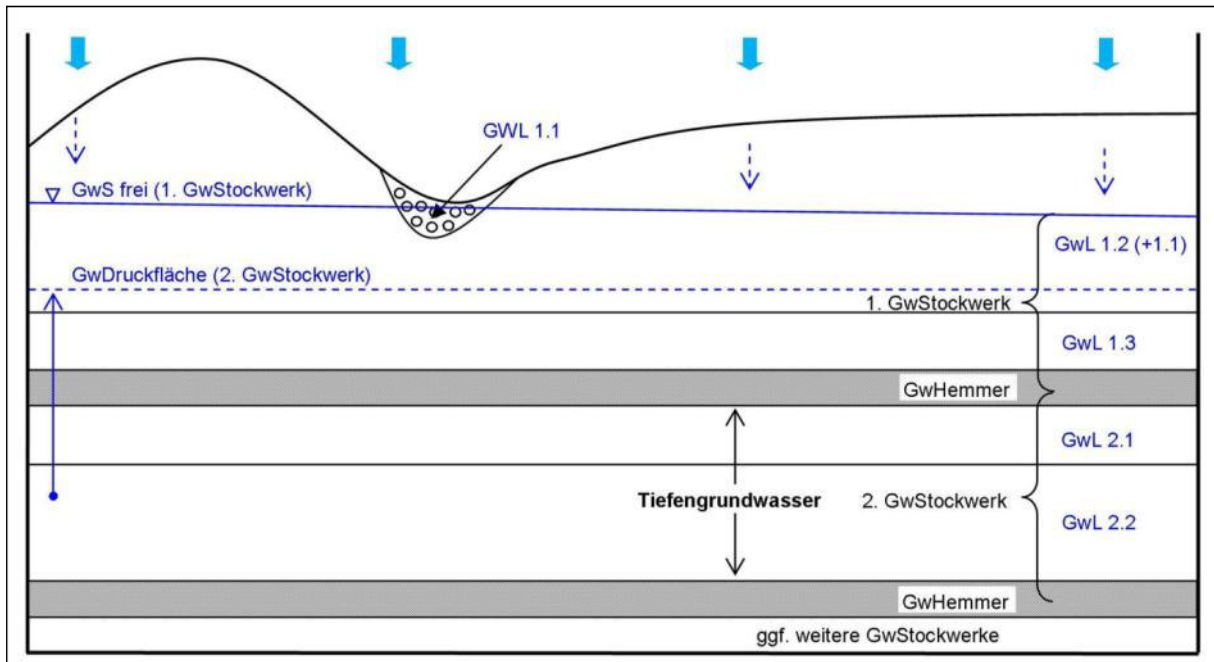 GWL 1.1
GwS frei (1. GwStockwerk)
GwL 1.2 (+1.1)
GwDruckfläche (2. GwStockwerk)
1. GwStockwerk
GwL 1.3
GwHemmer
GwL 2.1
Tiefengrundwasser
2. GwStockwerk
GwL 2.2
GwHemmer
ggf. weitere GwStockwerke